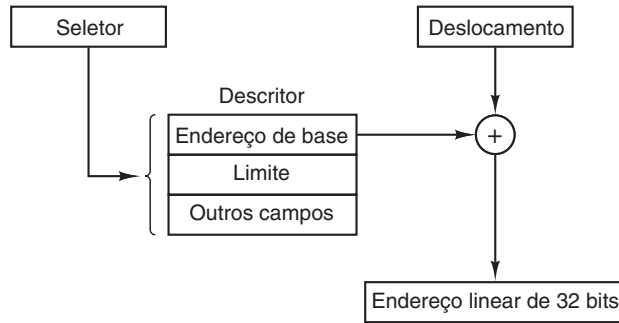 Seletor
Deslocamento
Descritor
Endereço de base
+
Limite
Outros campos
Endereço linear de 32 bits